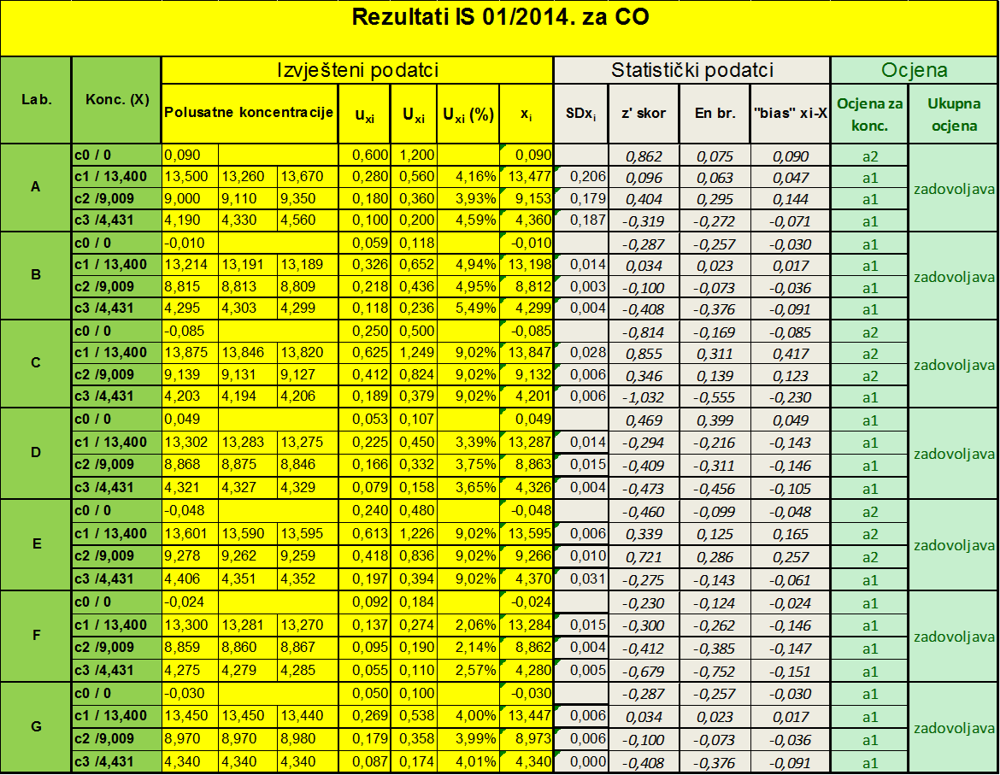 Rezultati IS 01/2014. za CO
Lab. Konc. (X) Izvješteni podatci Statistički podatci Ocjena
Polusatne koncentracije uxi Uxi Uxi (%) xi SDxi z' skor En br. "bias" xi-X Ocjena za konc. Ukupna ocjena
A
c0 / 0 0,090 0,600 1,200 0,090 0,862 0,075 0,090 a2
c1 / 13,400 13,500 13,260 13,670 0,280 0,560 4,16% 13,477 0,206 0,096 0,063 0,047 a1
c2 /9,009 9,000 9,110 9,350 0,180 0,360 3,93% 9,153 0,179 0,404 0,295 0,144 a1
c3 /4,431 4,190 4,330 4,560 0,100 0,200 4,59% 4,360 0,187 -0,319 -0,272 -0,071 a1
zadovoljava
B
c0 / 0 -0,010 0,059 0,118 -0,010 -0,287 -0,257 -0,030 a1
c1 / 13,400 13,214 13,191 13,189 0,326 0,652 4,94% 13,198 0,014 0,034 0,023 0,017 a1
c2 /9,009 8,815 8,813 8,809 0,218 0,436 4,95% 8,812 0,003 -0,100 -0,073 -0,036 a1
c3 /4,431 4,295 4,303 4,299 0,118 0,236 5,49% 4,299 0,004 -0,408 -0,376 -0,091 a1
zadovoljava
C
c0 / 0 -0,085 0,250 0,500 -0,085 -0,814 -0,169 -0,085 a2
c1 / 13,400 13,875 13,846 13,820 0,625 1,249 9,02% 13,847 0,028 0,855 0,311 0,417 a2
c2 /9,009 9,139 9,131 9,127 0,412 0,824 9,02% 9,132 0,006 0,346 0,139 0,123 a2
c3 /4,431 4,203 4,194 4,206 0,189 0,379 9,02% 4,201 0,006 -1,032 -0,555 -0,230 a1
zadovoljava
D
c0 / 0 0,049 0,053 0,107 0,049 0,469 0,399 0,049 a1
c1 / 13,400 13,302 13,283 13,275 0,225 0,450 3,39% 13,287 0,014 -0,294 -0,216 -0,143 a1
c2 /9,009 8,868 8,875 8,846 0,166 0,332 3,75% 8,863 0,015 -0,409 -0,311 -0,146 a1
c3 /4,431 4,321 4,327 4,329 0,079 0,158 3,65% 4,326 0,004 -0,473 -0,456 -0,105 a1
zadovoljava
E
c0 / 0 -0,048 0,240 0,480 -0,048 -0,460 -0,099 -0,048 a2
c1 / 13,400 13,601 13,590 13,595 0,613 1,226 9,02% 13,595 0,006 0,339 0,125 0,165 a2
c2 /9,009 9,278 9,262 9,259 0,418 0,836 9,02% 9,266 0,010 0,721 0,286 0,257 a2
c3 /4,431 4,406 4,351 4,352 0,197 0,394 9,02% 4,370 0,031 -0,275 -0,143 -0,061 a1
zadovoljava
F
c0 / 0 -0,024 0,092 0,184 -0,024 -0,230 -0,124 -0,024 a1
c1 / 13,400 13,300 13,281 13,270 0,137 0,274 2,06% 13,284 0,015 -0,300 -0,262 -0,146 a1
c2 /9,009 8,859 8,860 8,867 0,095 0,190 2,14% 8,862 0,004 -0,412 -0,385 -0,147 a1
c3 /4,431 4,275 4,279 4,285 0,055 0,110 2,57% 4,280 0,005 -0,679 -0,752 -0,151 a1
zadovoljava
G
c0 / 0 -0,030 0,050 0,100 -0,030 -0,287 -0,257 -0,030 a1
c1 / 13,400 13,450 13,450 13,440 0,269 0,538 4,00% 13,447 0,006 0,034 0,023 0,017 a1
c2 /9,009 8,970 8,970 8,980 0,179 0,358 3,99% 8,973 0,006 -0,100 -0,073 -0,036 a1
c3 /4,431 4,340 4,340 4,340 0,087 0,174 4,01% 4,340 0,000 -0,408 -0,376 -0,091 a1
zadovoljava